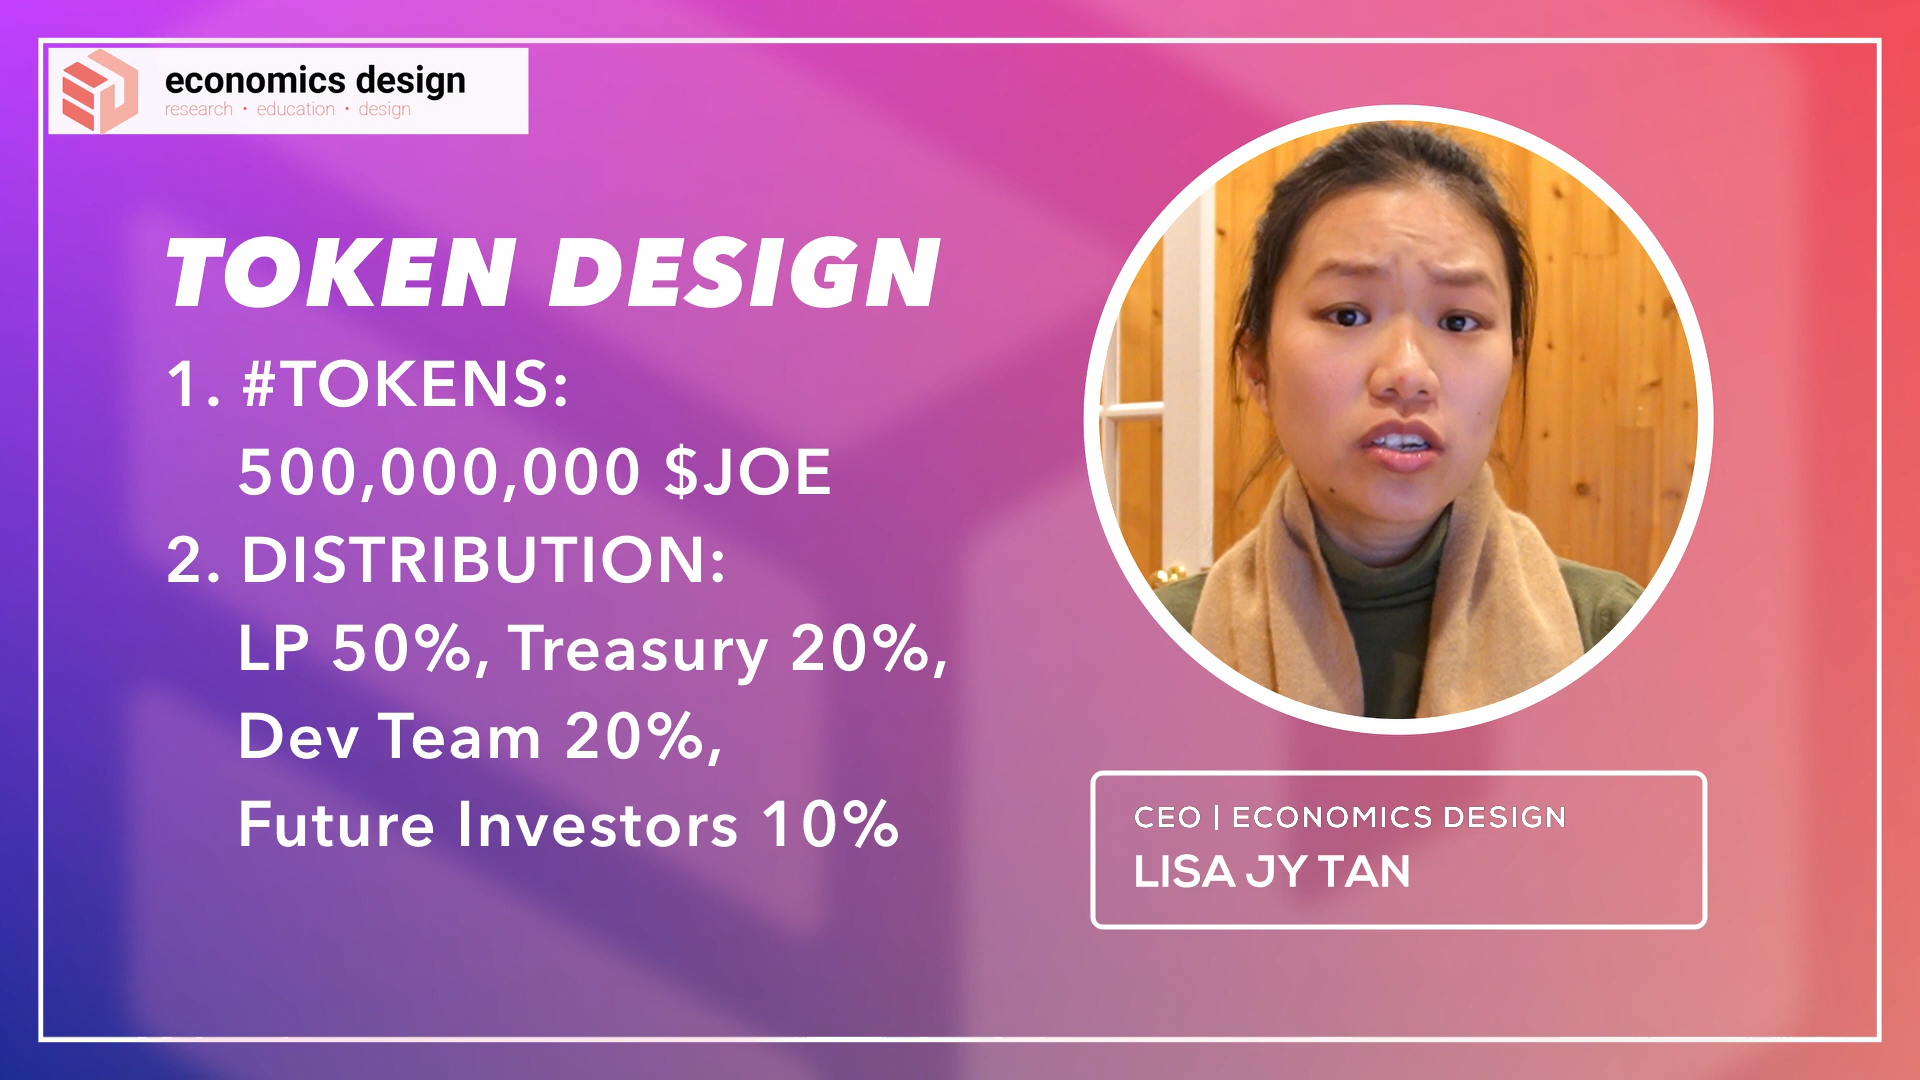 economics design
research • education • design
TOKEN DESIGN
1. #TOKENS:
500,000,000 $JOE
2. DISTRIBUTION:
LP 50%, Treasury 20%,
Dev Team 20%,
Future Investors 10%
CEO | ECONOMICS DESIGN
LISA JY TAN